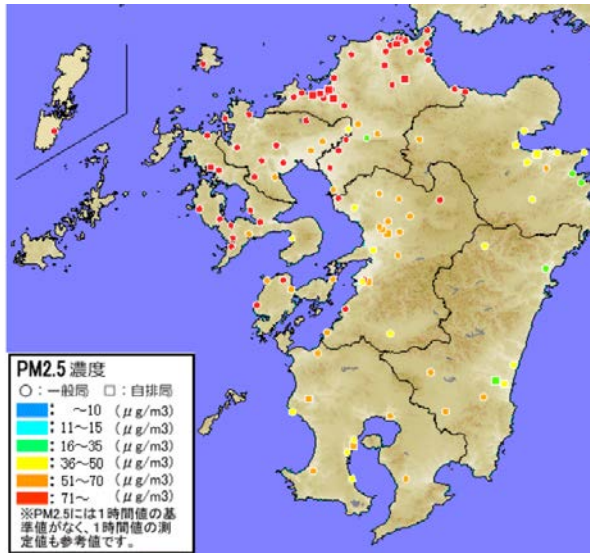 PM2.5 濃度
○：一般局 □：自排局
： ～10 (μg/m3)
： 11～15 (μg/m3)
： 16～35 (μg/m3)
： 36～50 (μg/m3)
： 51～70 (μg/m3)
： 71～ (μg/m3)
※PM2.5には1時間値の基
準値がなく、1時間値の測
定値も参考値です。